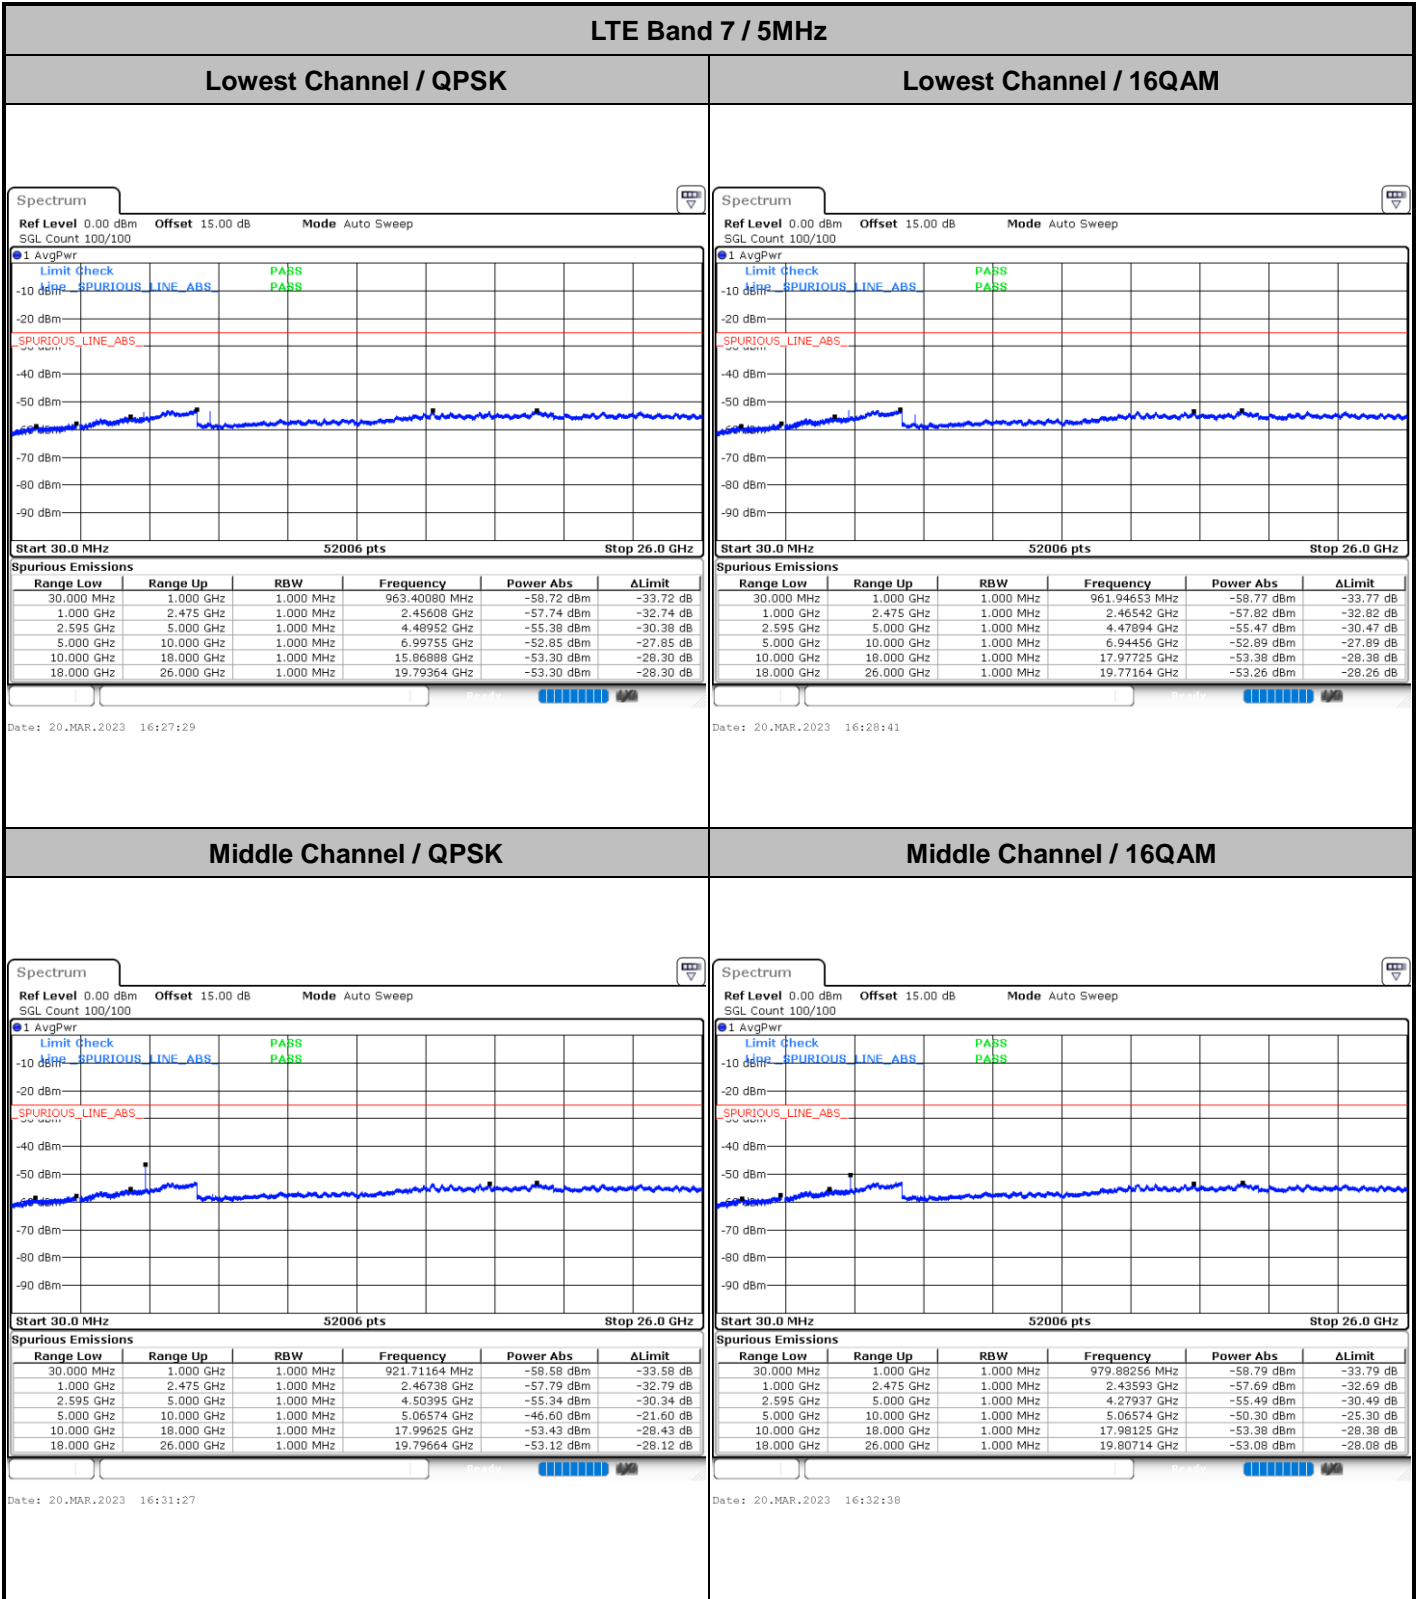 LTE Band 7 / 5MHz
Lowest Channel / QPSK
Lowest Channel / 16QAM
Spectrum
Ref Level 0.00 dBm Offset 15.00 dB Mode Auto Sweep
SGL Count 100/100
1 AvgPwr
Limit Check PASS
-10 dBm Line _SPURIOUS_LINE_ABS_ PASS
-20 dBm
_SPURIOUS_LINE_ABS_
-40 dBm
-50 dBm
-70 dBm
-80 dBm
-90 dBm
Start 30.0 MHz 52006 pts Stop 26.0 GHz
Spurious Emissions
Range Low Range Up RBW Frequency Power Abs ΔLimit
30.000 MHz 1.000 GHz 1.000 MHz 963.40080 MHz -58.72 dBm -33.72 dB
1.000 GHz 2.475 GHz 1.000 MHz 2.45608 GHz -57.74 dBm -32.74 dB
2.595 GHz 5.000 GHz 1.000 MHz 4.48952 GHz -55.38 dBm -30.38 dB
5.000 GHz 10.000 GHz 1.000 MHz 6.99755 GHz -52.85 dBm -27.85 dB
10.000 GHz 18.000 GHz 1.000 MHz 15.86888 GHz -53.30 dBm -28.30 dB
18.000 GHz 26.000 GHz 1.000 MHz 19.79364 GHz -53.30 dBm -28.30 dB
Ready
Date: 20.MAR.2023 16:27:29
Spectrum
Ref Level 0.00 dBm Offset 15.00 dB Mode Auto Sweep
SGL Count 100/100
1 AvgPwr
Limit Check PASS
-10 dBm Line _SPURIOUS_LINE_ABS_ PASS
-20 dBm
_SPURIOUS_LINE_ABS_
-40 dBm
-50 dBm
-70 dBm
-80 dBm
-90 dBm
Start 30.0 MHz 52006 pts Stop 26.0 GHz
Spurious Emissions
Range Low Range Up RBW Frequency Power Abs ΔLimit
30.000 MHz 1.000 GHz 1.000 MHz 961.94653 MHz -58.77 dBm -33.77 dB
1.000 GHz 2.475 GHz 1.000 MHz 2.46542 GHz -57.82 dBm -32.82 dB
2.595 GHz 5.000 GHz 1.000 MHz 4.47894 GHz -55.47 dBm -30.47 dB
5.000 GHz 10.000 GHz 1.000 MHz 6.94456 GHz -52.89 dBm -27.89 dB
10.000 GHz 18.000 GHz 1.000 MHz 17.97725 GHz -53.38 dBm -28.38 dB
18.000 GHz 26.000 GHz 1.000 MHz 19.77164 GHz -53.26 dBm -28.26 dB
Ready
Date: 20.MAR.2023 16:28:41
Middle Channel / QPSK
Middle Channel / 16QAM
Spectrum
Ref Level 0.00 dBm Offset 15.00 dB Mode Auto Sweep
SGL Count 100/100
1 AvgPwr
Limit Check PASS
-10 dBm Line _SPURIOUS_LINE_ABS_ PASS
-20 dBm
_SPURIOUS_LINE_ABS_
-40 dBm
-50 dBm
-70 dBm
-80 dBm
-90 dBm
Start 30.0 MHz 52006 pts Stop 26.0 GHz
Spurious Emissions
Range Low Range Up RBW Frequency Power Abs ΔLimit
30.000 MHz 1.000 GHz 1.000 MHz 921.71164 MHz -58.58 dBm -33.58 dB
1.000 GHz 2.475 GHz 1.000 MHz 2.46738 GHz -57.79 dBm -32.79 dB
2.595 GHz 5.000 GHz 1.000 MHz 4.50395 GHz -55.34 dBm -30.34 dB
5.000 GHz 10.000 GHz 1.000 MHz 5.06574 GHz -46.60 dBm -21.60 dB
10.000 GHz 18.000 GHz 1.000 MHz 17.99625 GHz -53.43 dBm -28.43 dB
18.000 GHz 26.000 GHz 1.000 MHz 19.79664 GHz -53.12 dBm -28.12 dB
Ready
Date: 20.MAR.2023 16:31:27
Spectrum
Ref Level 0.00 dBm Offset 15.00 dB Mode Auto Sweep
SGL Count 100/100
1 AvgPwr
Limit Check PASS
-10 dBm Line _SPURIOUS_LINE_ABS_ PASS
-20 dBm
_SPURIOUS_LINE_ABS_
-40 dBm
-50 dBm
-70 dBm
-80 dBm
-90 dBm
Start 30.0 MHz 52006 pts Stop 26.0 GHz
Spurious Emissions
Range Low Range Up RBW Frequency Power Abs ΔLimit
30.000 MHz 1.000 GHz 1.000 MHz 979.88256 MHz -58.79 dBm -33.79 dB
1.000 GHz 2.475 GHz 1.000 MHz 2.43593 GHz -57.69 dBm -32.69 dB
2.595 GHz 5.000 GHz 1.000 MHz 4.27937 GHz -55.49 dBm -30.49 dB
5.000 GHz 10.000 GHz 1.000 MHz 5.06574 GHz -50.30 dBm -25.30 dB
10.000 GHz 18.000 GHz 1.000 MHz 17.98125 GHz -53.38 dBm -28.38 dB
18.000 GHz 26.000 GHz 1.000 MHz 19.80714 GHz -53.08 dBm -28.08 dB
Ready
Date: 20.MAR.2023 16:32:38